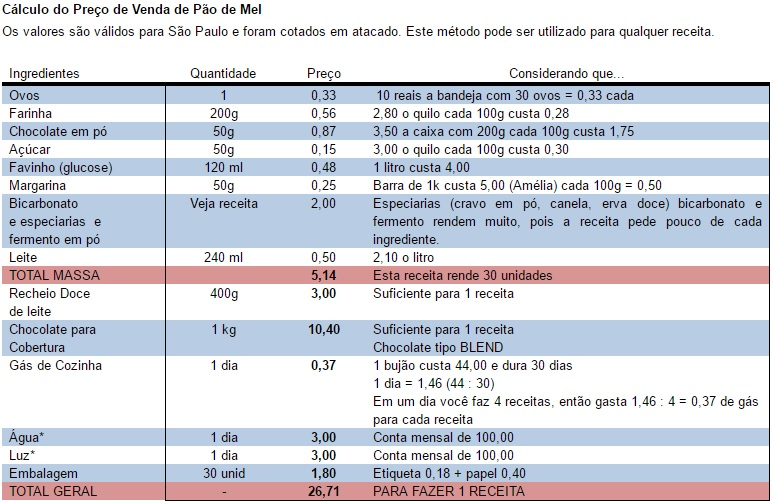 Cálculo do Preço de Venda de Pão de Mel
Os valores são válidos para São Paulo e foram cotados em atacado. Este método pode ser utilizado para qualquer receita.
Ingredientes Quantidade Preço Considerando que...
Ovos 1 0,33 10 reais a bandeja com 30 ovos = 0,33 cada
Farinha 200g 0,56 2,80 o quilo cada 100g custa 0,28
Chocolate em pó 50g 0,87 3,50 a caixa com 200g cada 100g custa 1,75
Açúcar 50g 0,15 3,00 o quilo cada 100g custa 0,30
Favinho (glucose) 120 ml 0,48 1 litro custa 4,00
Margarina 50g 0,25 Barra de 1k custa 5,00 (Amélia) cada 100g = 0,50
Bicarbonato Veja receita 2,00 Especiarias (cravo em pó, canela, erva doce) bicarbonato e
e especiarias e fermento rendem muito, pois a receita pede pouco de cada
fermento em pó ingrediente.
Leite 240 ml 0,50 2,10 o litro
TOTAL MASSA 5,14 Esta receita rende 30 unidades
Recheio Doce 400g 3,00 Suficiente para 1 receita
de leite
Chocolate para 1 kg 10,40 Suficiente para 1 receita
Cobertura Chocolate tipo BLEND
Gás de Cozinha 1 dia 0,37 1 bujão custa 44,00 e dura 30 dias
1 dia = 1,46 (44 : 30)
Em um dia você faz 4 receitas, então gasta 1,46 : 4 = 0,37 de gás
para cada receita
Água* 1 dia 3,00 Conta mensal de 100,00
Luz* 1 dia 3,00 Conta mensal de 100,00
Embalagem 30 unid 1,80 Etiqueta 0,18 + papel 0,40
TOTAL GERAL - 26,71 PARA FAZER 1 RECEITA